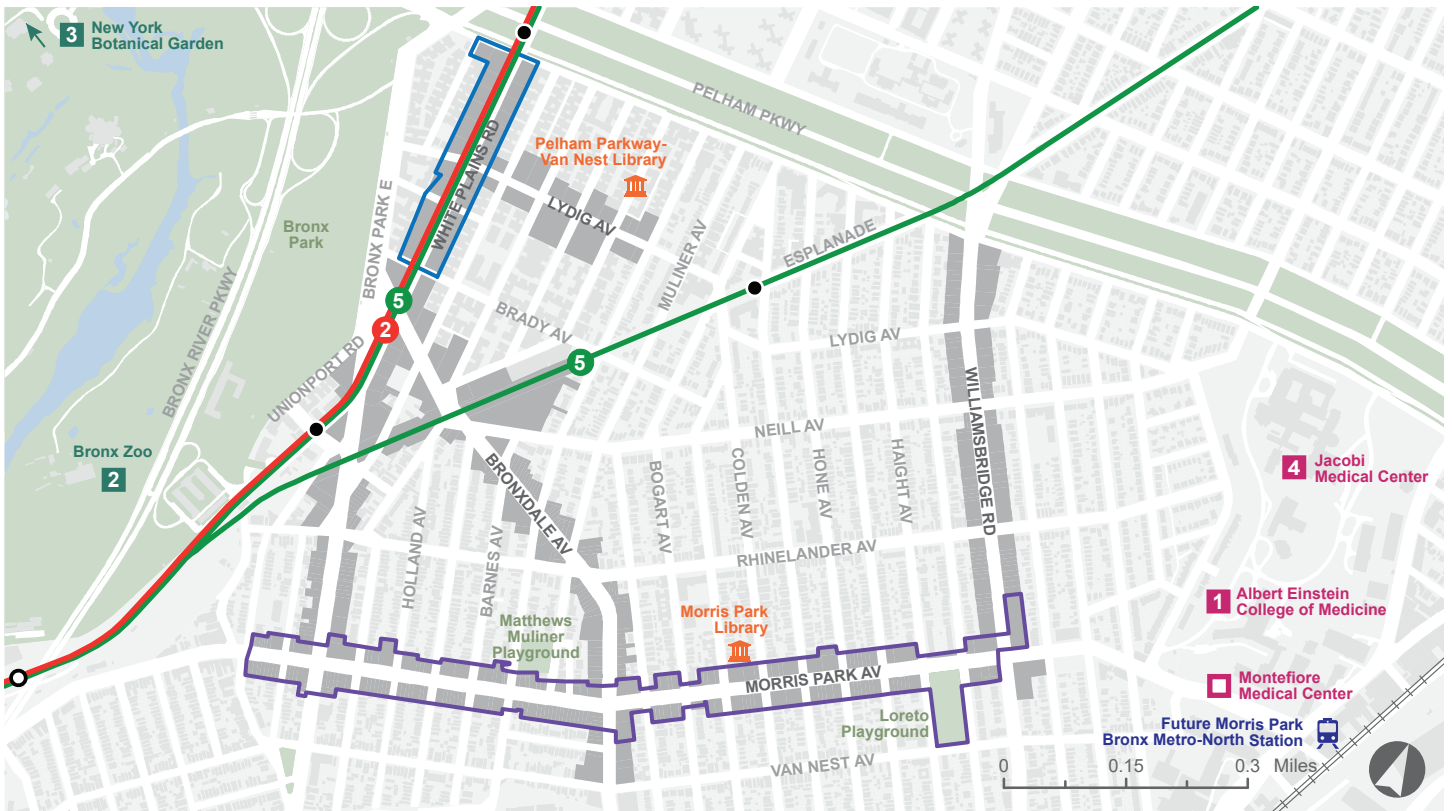 3
New York
Botanical Garden
PELHAM PKWY
WHITE PLAINS RD
Pelham Parkway-
Van Nest Library
BRONX PARK E
LYDIG AV
Bronx
Park
MULINER AV
ESPLANADE
BRONX RIVER PKWY
5
2
BRADY AV
UNIONPORT RD
5
LYDIG AV
WILLIAMSBRIDGE RD
NEILL AV
Bronx Zoo
2
BRONXDALE AV
BOGART AV
COLDEN AV
HONE AV
HAIGHT AV
4
Jacobi
Medical Center
HOLLAND AV
BARNES AV
RHINELANDER AV
1
Albert Einstein
College of Medicine
Matthews
Muliner
Playground
Morris Park
Library
MORRIS PARK AV
Montefiore
Medical Center
Loreto
Playground
Future Morris Park
Bronx Metro-North Station
VAN NEST AV
0 0.15 0.3 Miles